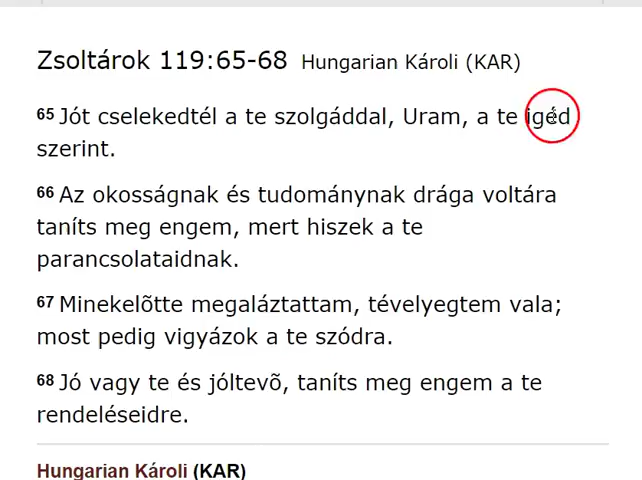 Zsoltárok 119:65-68 Hungarian Károli (KAR)
65 Jót cselekedtél a te szolgáddal, Uram, a te igéd
szerint.
66 Az okosságnak és tudománynak drága voltára
taníts meg engem, mert hiszek a te
parancsolataidnak.
67 Minekelõtte megaláztattam, tévelyegtem vala;
most pedig vigyázok a te szódra.
68 Jó vagy te és jóltevõ, taníts meg engem a te
rendeléseidre.
Hungarian Károli (KAR)